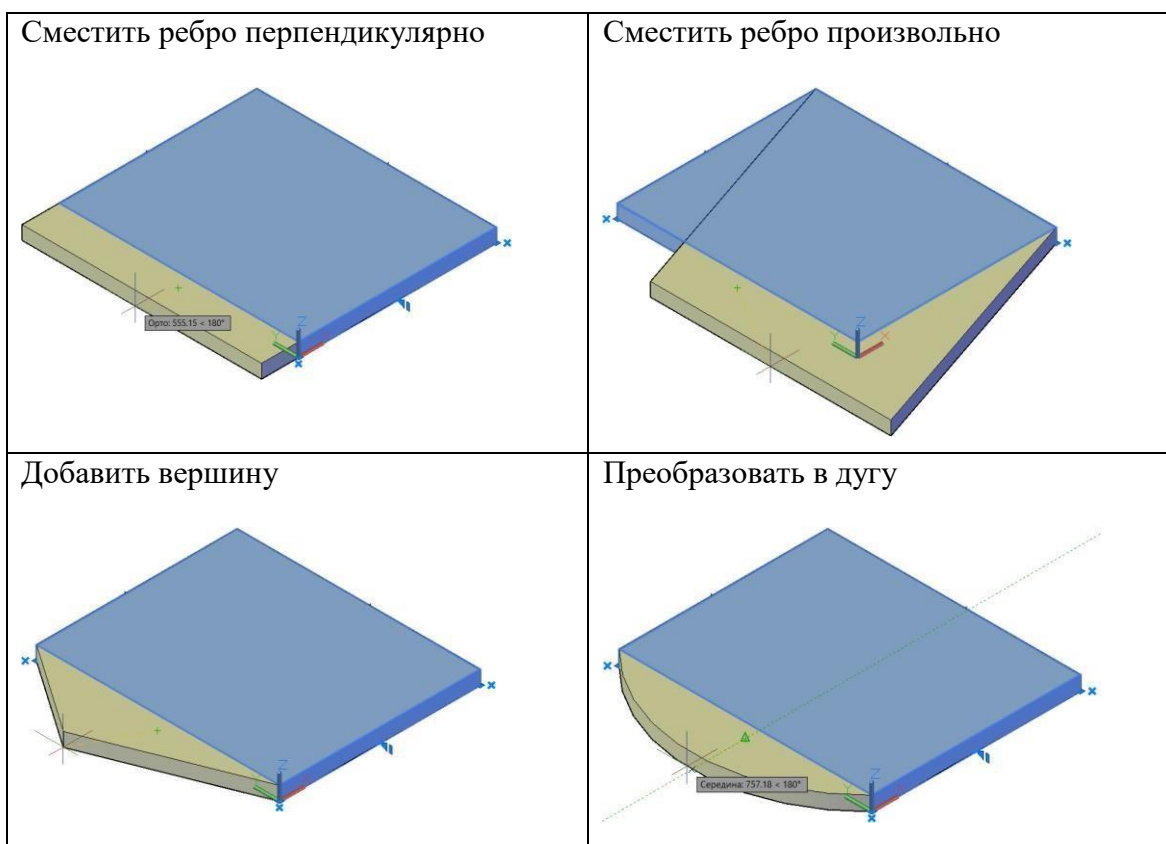 Сместить ребро перпендикулярно
Сместить ребро произвольно
Орто: 555.15 < 180°
Z
Y
Z
Y
X
Добавить вершину
Преобразовать в дугу
Z
Z
Y
Середина: 757.18 < 180°